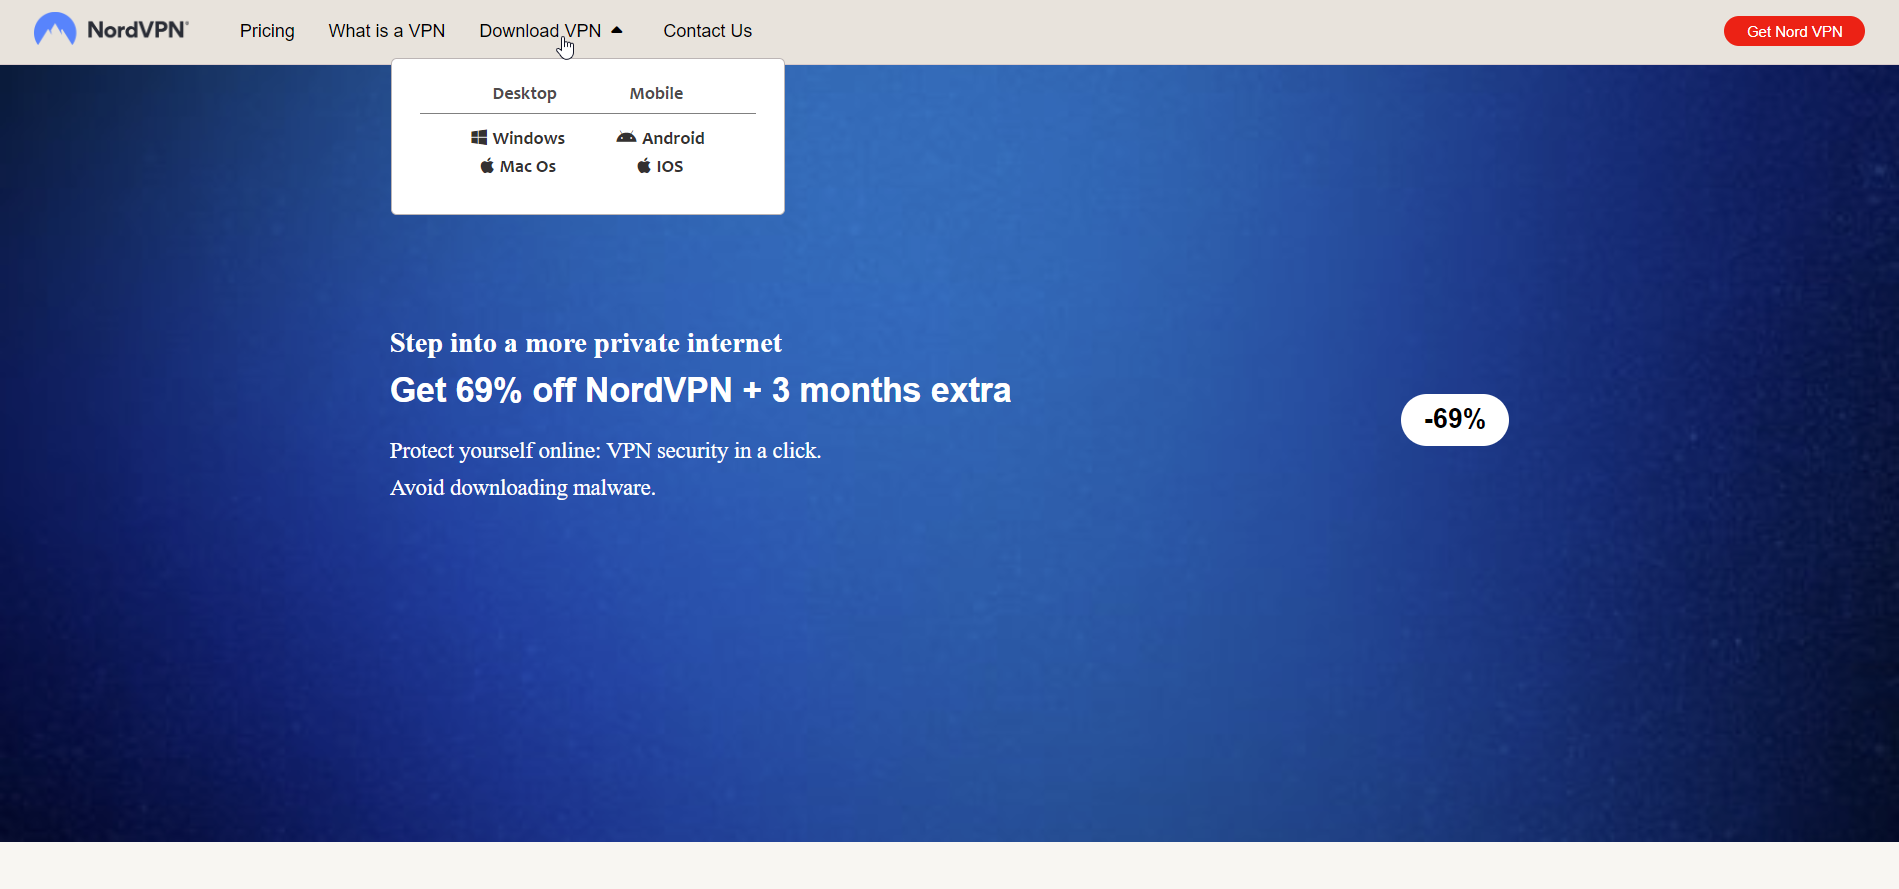 NordVPN®
Pricing
What is a VPN
Download VPN
Contact Us
Get Nord VPN
Desktop Mobile
Windows Android
Mac Os IOS
Step into a more private internet
Get 69% off NordVPN + 3 months extra
-69%
Protect yourself online: VPN security in a click.
Avoid downloading malware.